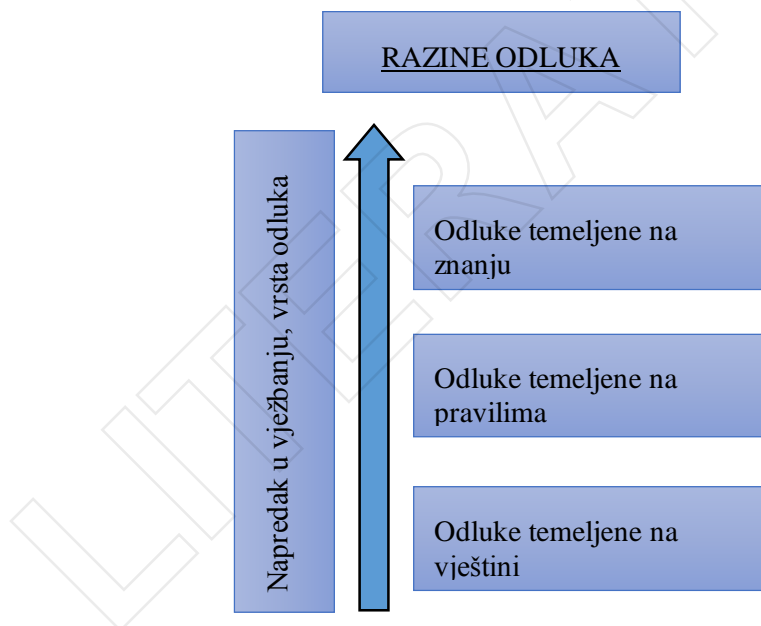 RAZINE ODLUKA
Napredak u vježbanju, vrsta odluka
Odluke temeljene na
znanju
Odluke temeljene na
pravilima
Odluke temeljene na
vještini